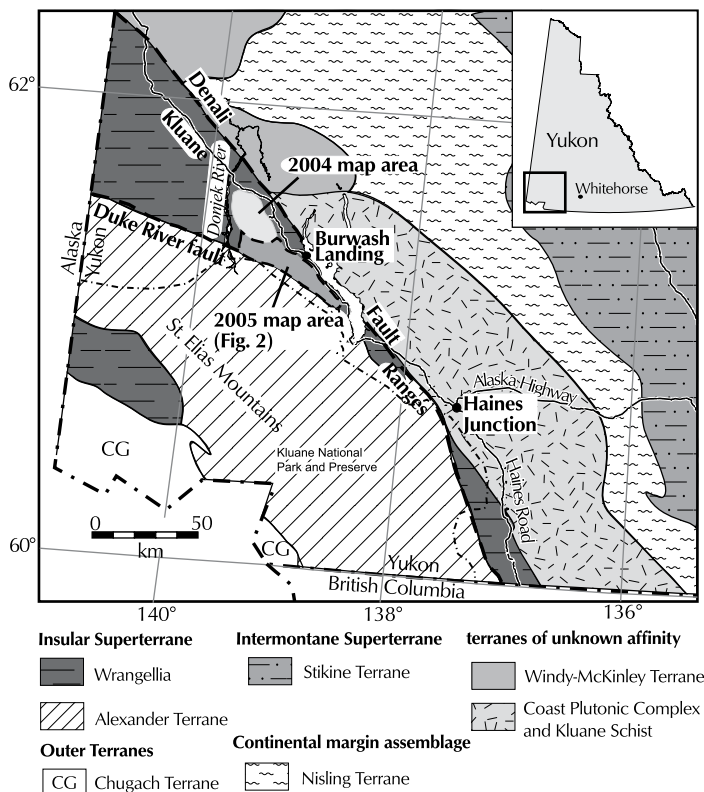 62°
60°
140°
138°
136°
Denali
Fault
Kluane
Ranges
Donjek River
2004 map area
Duke River fault
Burwash
Landing
2005 map area
(Fig. 2)
Alaska
Yukon
St. Elias Mountains
Alaska Highway
Haines
Junction
Haines Road
Kluane National
Park and Preserve
CG
CG
0 50
km
Yukon
British Columbia
Yukon
Whitehorse
Insular Superterrane
Wrangellia
Alexander Terrane
Outer Terranes
CG Chugach Terrane
Intermontane Superterrane
Stikine Terrane
Continental margin assemblage
Nisling Terrane
terranes of unknown affinity
Windy-McKinley Terrane
Coast Plutonic Complex
and Kluane Schist